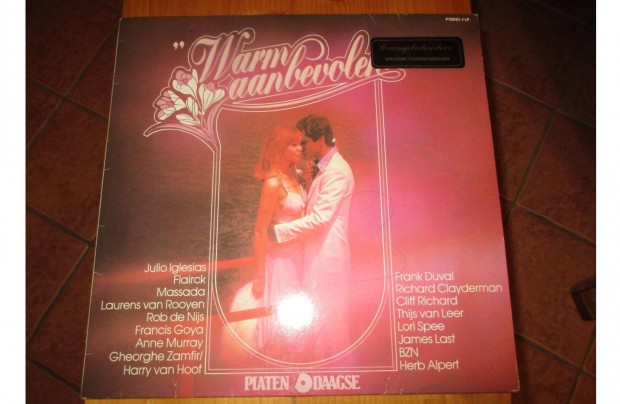 "Warm
aanbevolen
Aangeboden door
Julio Iglesias
Flairck
Massada
Laurens van Rooyen
Rob de Nijs
Francis Goya
Anne Murray
Gheorghe Zamfir/
Harry van Hoof
Frank Duval
Richard Clayderman
Cliff Richard
Thijs van Leer
Lori Spee
James Last
BZN
Herb Alpert
PLATEN DAAGSE